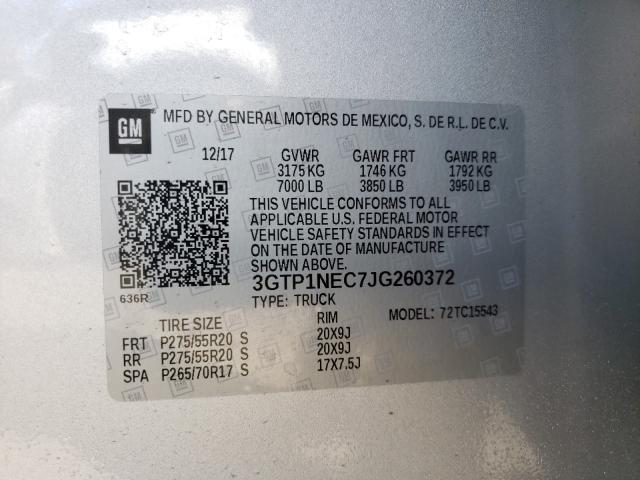 GM
MFD BY GENERAL MOTORS DE MEXICO, S. DE R.L. DE C.V.
12/17 GVWR GAWR FRT GAWR RR
3175 KG 1746 KG 1792 KG
7000 LB 3850 LB 3950 LB
THIS VEHICLE CONFORMS TO ALL
APPLICABLE U.S. FEDERAL MOTOR
VEHICLE SAFETY STANDARDS IN EFFECT
ON THE DATE OF MANUFACTURE
SHOWN ABOVE.
3GTP1NEC7JG260372
636R
TYPE: TRUCK MODEL: 72TC15543
TIRE SIZE RIM
FRT P275/55R20 S 20X9J
RR P275/55R20 S 20X9J
SPA P265/70R17 S 17X7.5J